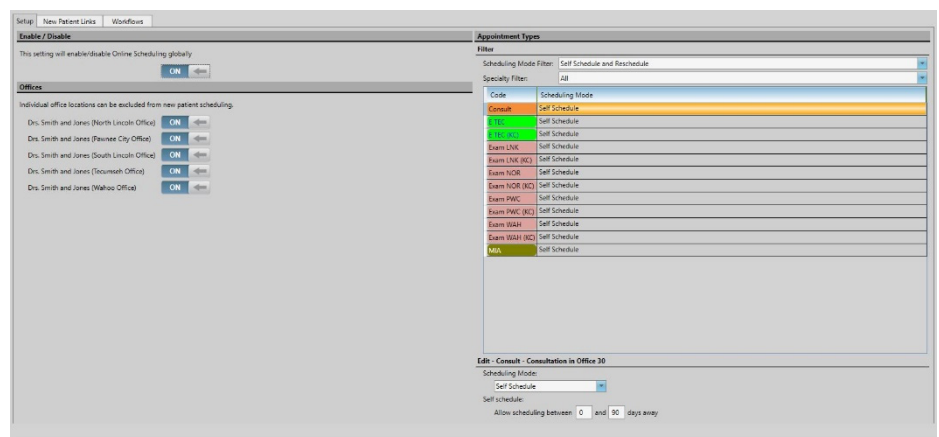 Setup New Patient Links Workflows
Enable / Disable
This setting will enable/disable Online Scheduling globally
ON
Offices
Individual office locations can be excluded from new patient scheduling.
Drs. Smith and Jones (North Lincoln Office) ON
Drs. Smith and Jones (Pawnee City Office) ON
Drs. Smith and Jones (South Lincoln Office) ON
Drs. Smith and Jones (Tecumseh Office) ON
Drs. Smith and Jones (Wahoo Office) ON
Appointment Types
Filter
Scheduling Mode Filter: Self Schedule and Reschedule
Specialty Filter: All
Code Scheduling Mode
Consult Self Schedule
E TEC Self Schedule
E TEC (KC) Self Schedule
Exam LNK Self Schedule
Exam LNK (KC) Self Schedule
Exam NOR Self Schedule
Exam NOR (KC) Self Schedule
Exam PWC Self Schedule
Exam PWC (KC) Self Schedule
Exam WAH Self Schedule
Exam WAH (KC) Self Schedule
MIA Self Schedule
Edit - Consult - Consultation in Office 30
Scheduling Mode:
Self Schedule
Self schedule:
Allow scheduling between 0 and 90 days away